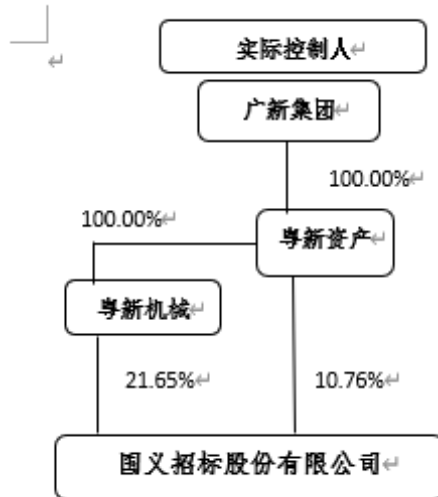 实际控制人
广新集团
100.00%
100.00%
粤新资产
粤新机械
21.65%
10.76%
国义招标股份有限公司